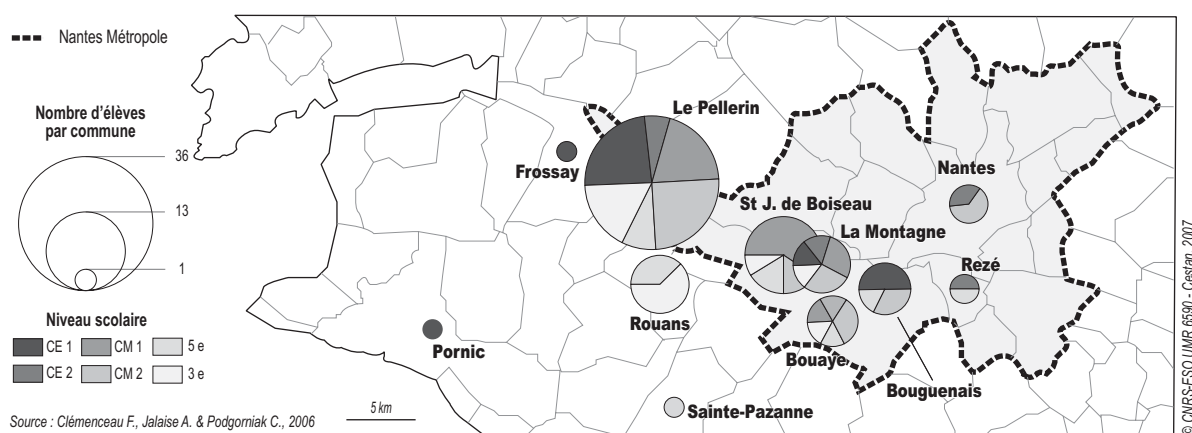 Nantes Métropole
Nombre d'élèves
par commune
36
13
1
Niveau scolaire
CE 1
CM 1
5 e
CE 2
CM 2
3 e
Source : Clémenceau F., Jalaise A. & Podgorniak C., 2006
5 km
Le Pellerin
Frossay
Nantes
St J. de Boiseau
La Montagne
Rezé
Rouans
Pornic
Bouaye
Bouguenais
Sainte-Pazanne
© CNRS-ESO UMR 6590 - Cestan, 2007